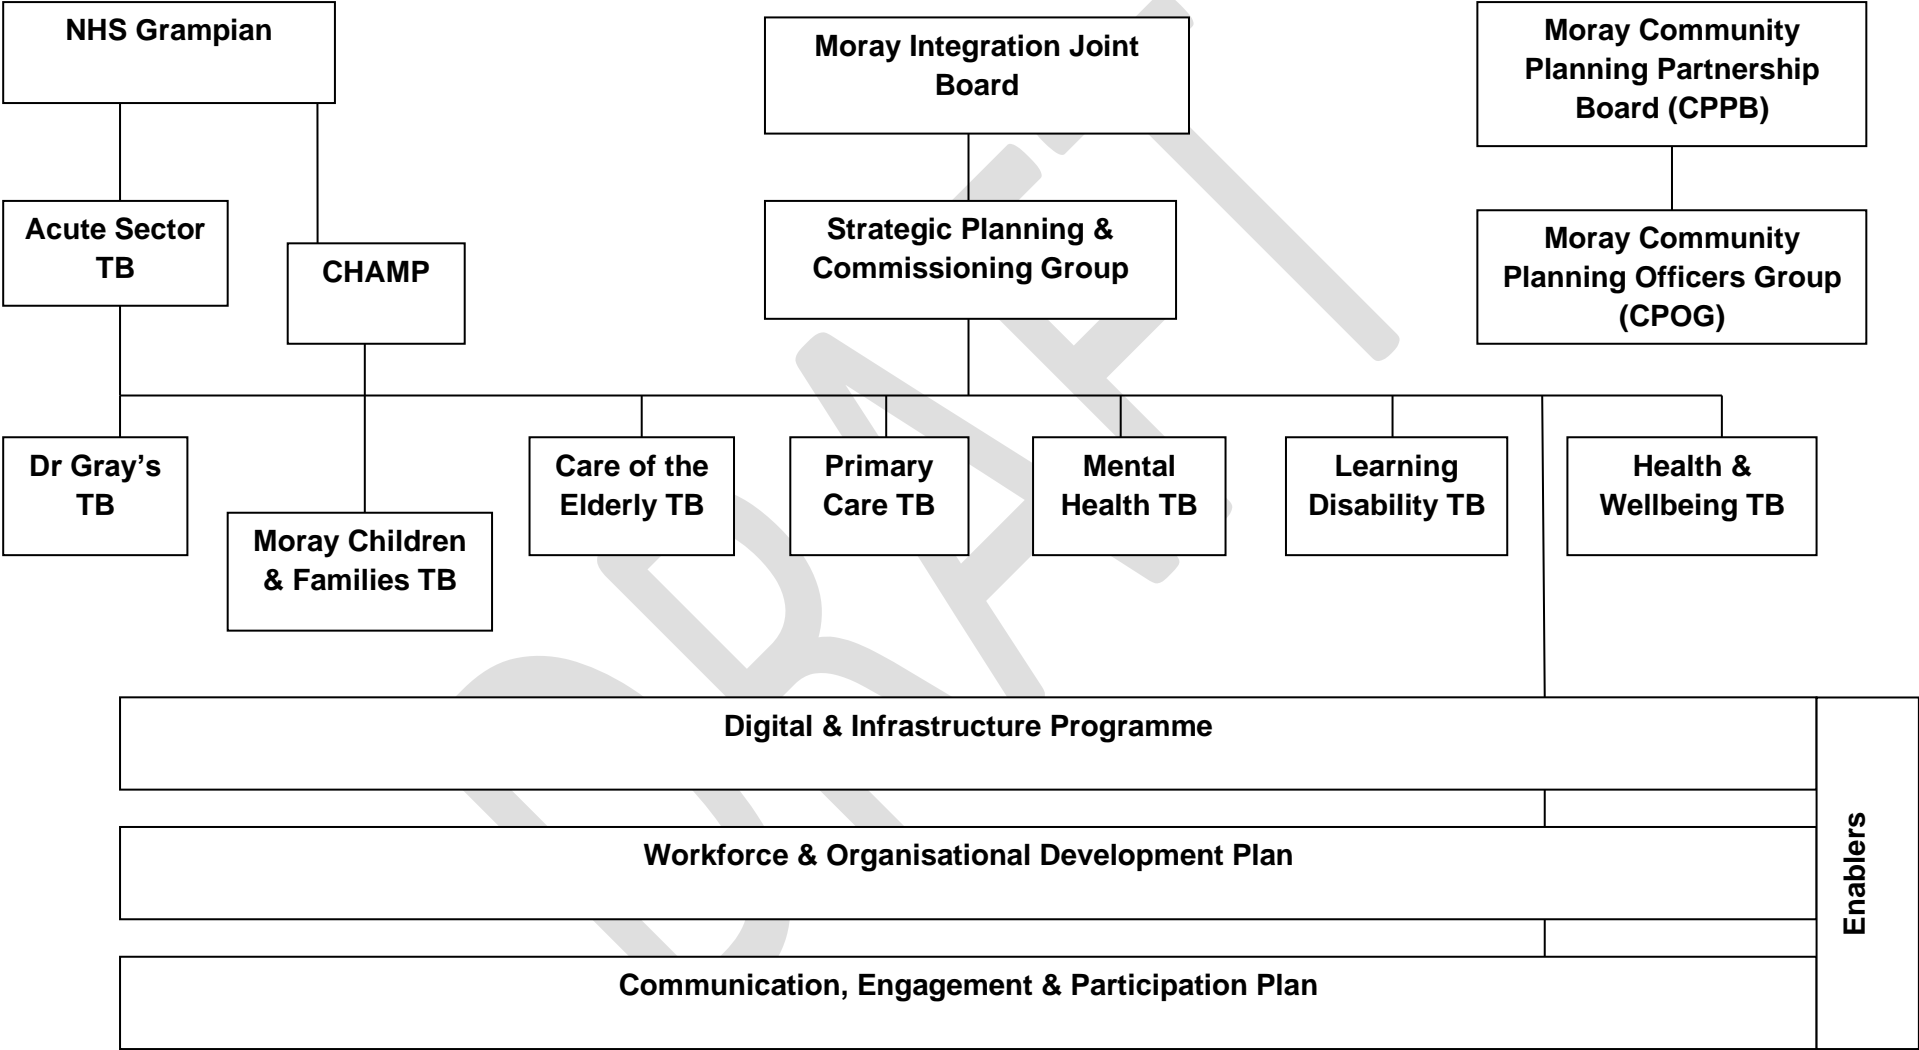 NHS Grampian
Moray Integration Joint
Board
Moray Community
Planning Partnership
Board (CPPB)
Acute Sector
TB
CHAMP
Strategic Planning &
Commissioning Group
Moray Community
Planning Officers Group
(CPOG)
Dr Gray’s
TB
Moray Children
& Families TB
Care of the
Elderly TB
Primary
Care TB
Mental
Health TB
Learning
Disability TB
Health &
Wellbeing TB
Digital & Infrastructure Programme
Workforce & Organisational Development Plan
Communication, Engagement & Participation Plan
Enablers
DRAFT